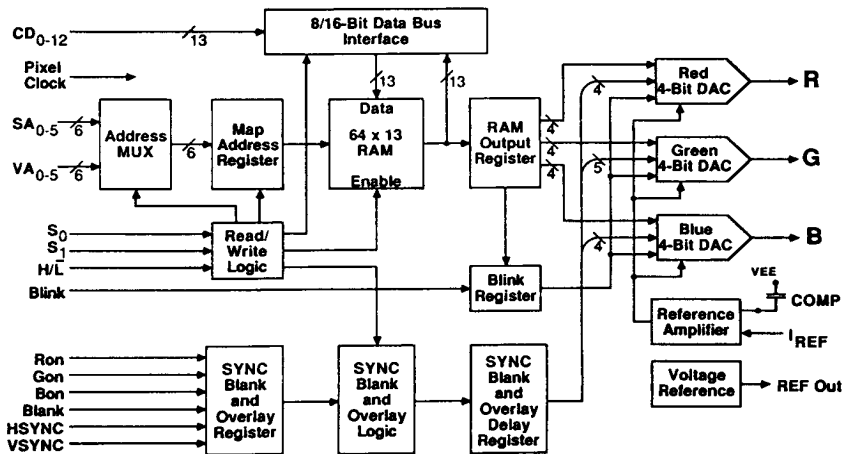 CD0-12
13
8/16-Bit Data Bus
Interface
Pixel
Clock
13
13
SA0-5
6
VA0-5
6
Address
MUX
6
Map
Address
Register
Data
64 x 13
RAM
Enable
RAM
Output
Register
4
4
4
4
5
4
Red
4-Bit DAC
R
Green
4-Bit DAC
G
Blue
4-Bit DAC
B
S0
S1
H/L̅
Blink
Read/
Write
Logic
Blink
Register
VEE
COMP
Reference
Amplifier
IREF
Voltage
Reference
REF Out
Ron
Gon
Bon
Blank
HSYNC
VSYNC
SYNC
Blank
and
Overlay
Register
SYNC
Blank
and
Overlay
Logic
SYNC
Blank
and
Overlay
Delay
Register